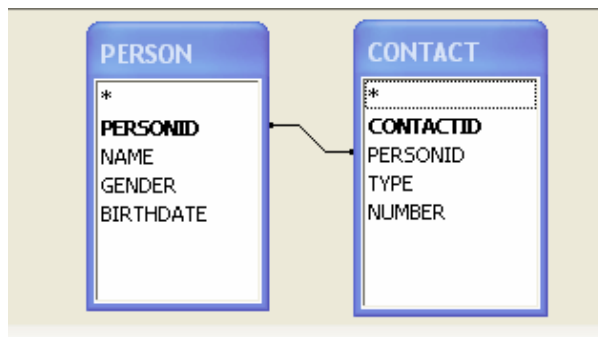 PERSON
*
PERSONID
NAME
GENDER
BIRTHDATE
CONTACT
*
CONTACTID
PERSONID
TYPE
NUMBER